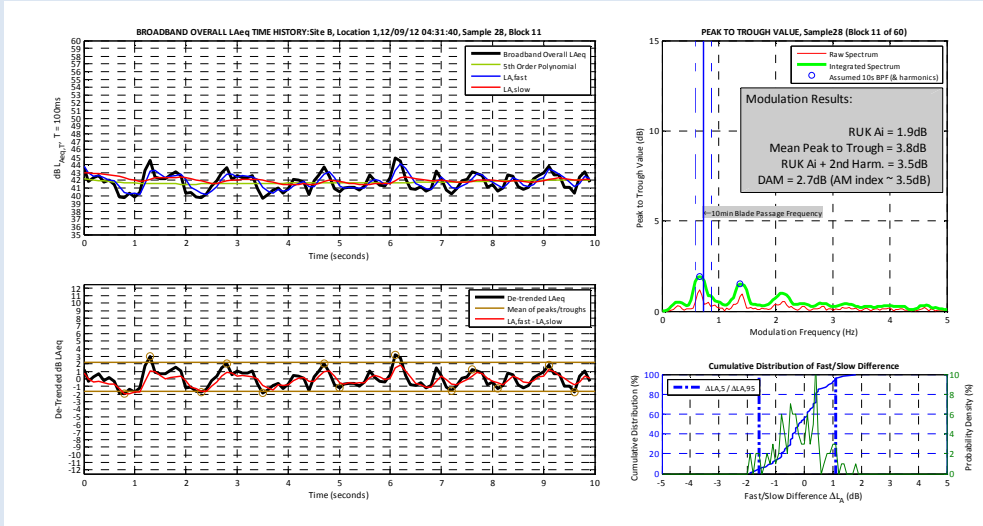 BROADBAND OVERALL LAeq TIME HISTORY:Site B, Location 1,12/09/12 04:31:40, Sample 28, Block 11
60
59
58
57
56
55
54
53
52
51
50
49
48
47
46
45
44
43
42
41
40
39
38
37
36
35
dB LAeq,T, T = 100ms
Broadband Overall LAeq
5th Order Polynomial
LA,fast
LA,slow
0 1 2 3 4 5 6 7 8 9 10
Time (seconds)
12
11
10
9
8
7
6
5
4
3
2
1
0
-1
-2
-3
-4
-5
-6
-7
-8
-9
-10
-11
-12
De-Trended dB LAeq
De-trended LAeq
Mean of peaks/troughs
LA,fast - LA,slow
0 1 2 3 4 5 6 7 8 9 10
Time (seconds)
PEAK TO TROUGH VALUE, Sample28 (Block 11 of 60)
15
10
5
0
Peak to Trough Value (dB)
Raw Spectrum
Integrated Spectrum
Assumed 10s BPF (& harmonics)
Modulation Results:
RUK Ai = 1.9dB
Mean Peak to Trough = 3.8dB
RUK Ai + 2nd Harm. = 3.5dB
DAM = 2.7dB (AM index ~ 3.5dB)
←10min Blade Passage Frequency
0 1 2 3 4 5
Modulation Frequency (Hz)
Cumulative Distribution of Fast/Slow Difference
100
80
60
40
20
0
Cumulative Distribution (%)
ΔLA,5 / ΔLA,95
10
8
6
4
2
0
Probability Density (%)
-5 -4 -3 -2 -1 0 1 2 3 4 5
Fast/Slow Difference ΔLA (dB)